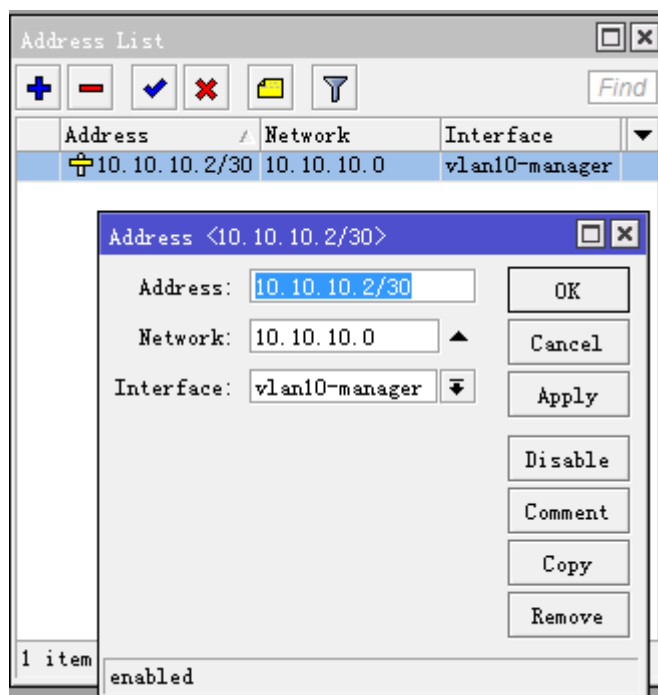 Address List
Find
Address Network Interface
10.10.10.2/30 10.10.10.0 vlan10-manager
Address <10.10.10.2/30>
Address: 10.10.10.2/30 OK
Network: 10.10.10.0 Cancel
Interface: vlan10-manager Apply
Disable
Comment
Copy
Remove
1 item
enabled